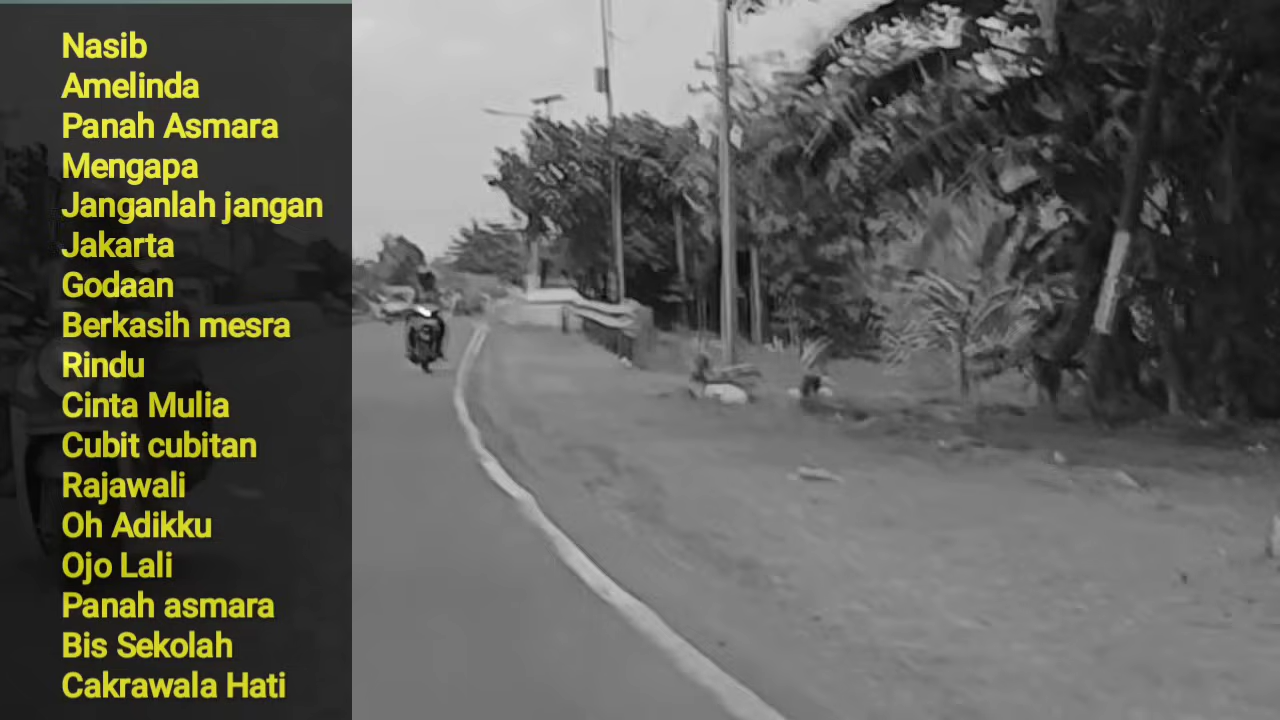 Nasib
Amelinda
Panah Asmara
Mengapa
Janganlah jangan
Jakarta
Godaan
Berkasih mesra
Rindu
Cinta Mulia
Cubit cubitan
Rajawali
Oh Adikku
Ojo Lali
Panah asmara
Bis Sekolah
Cakrawala Hati